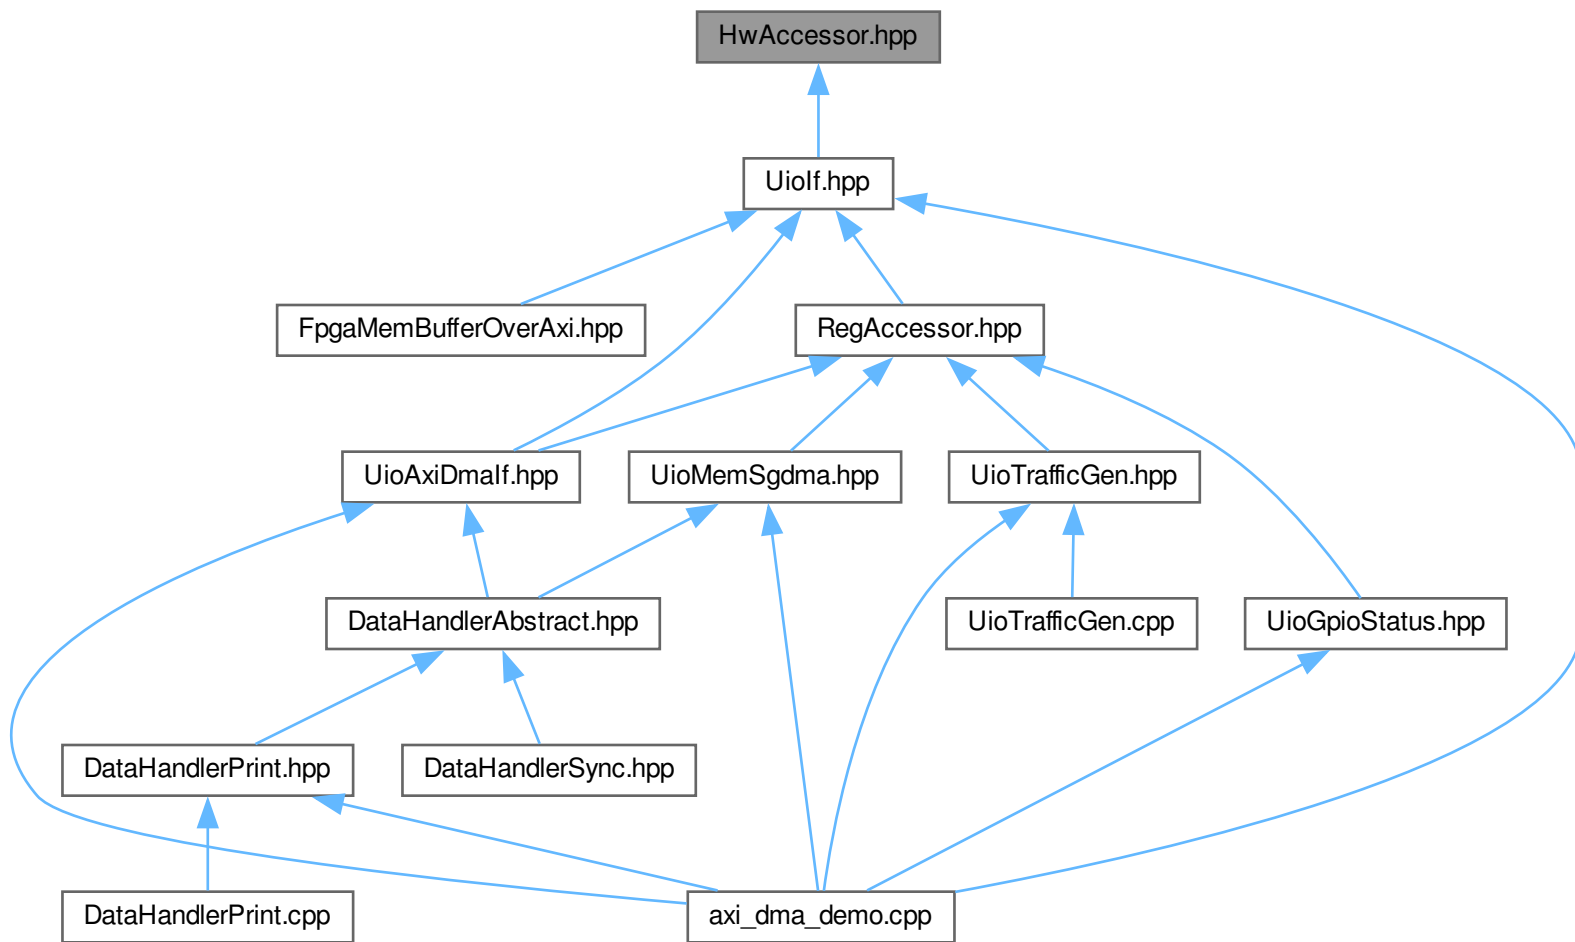 HwAccessor.hpp
UioIf.hpp
FpgaMemBufferOverAxi.hpp
RegAccessor.hpp
UioAxiDmaIf.hpp
UioMemSgdma.hpp
UioTrafficGen.hpp
DataHandlerAbstract.hpp
UioTrafficGen.cpp
UioGpioStatus.hpp
DataHandlerPrint.hpp
DataHandlerSync.hpp
DataHandlerPrint.cpp
axi_dma_demo.cpp